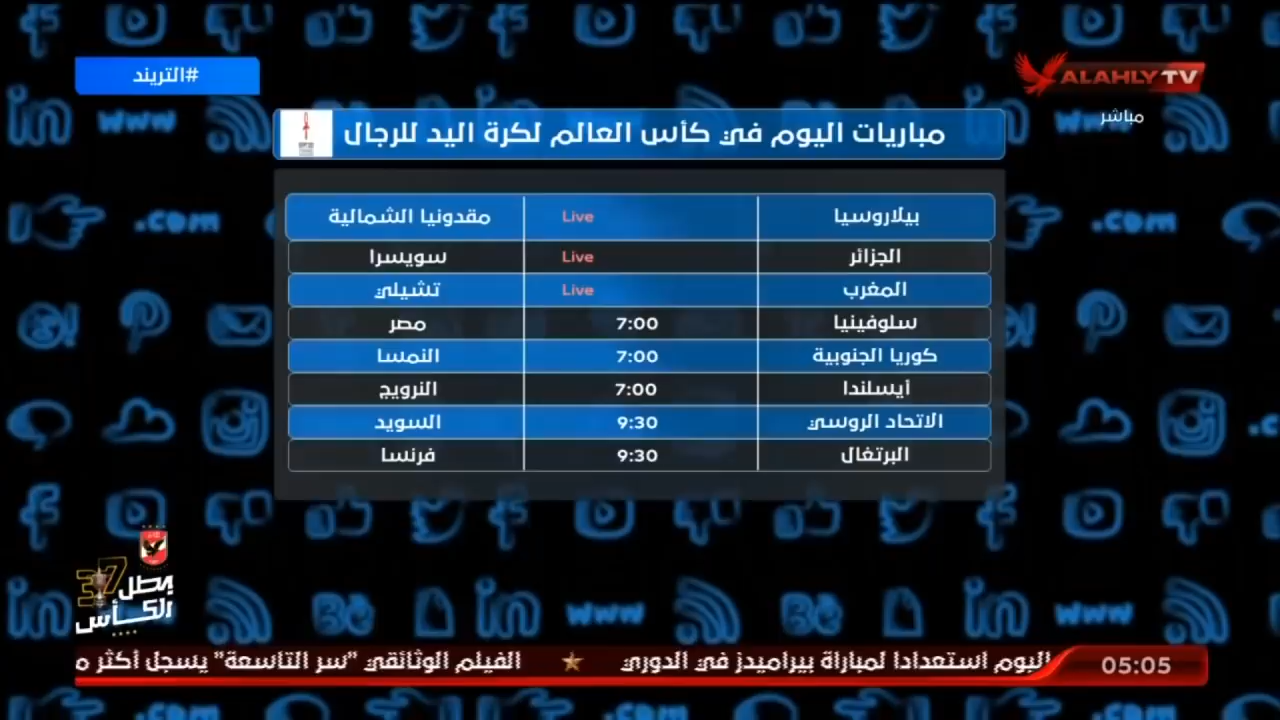 #التريند
ALAHLY TV
مباشر
مباريات اليوم في كأس العالم لكرة اليد للرجال
بيلاروسيا Live مقدونيا الشمالية
الجزائر Live سويسرا
المغرب Live تشيلي
سلوفينيا 7:00 مصر
كوريا الجنوبية 7:00 النمسا
أيسلندا 7:00 النرويج
الاتحاد الروسي 9:30 السويد
البرتغال 9:30 فرنسا
37
بطل
الكأس
05:05 اليوم استعدادا لمباراة بيراميدز في الدوري ★ الفيلم الوثائقي "سر التاسعة" يسجل أكثر م